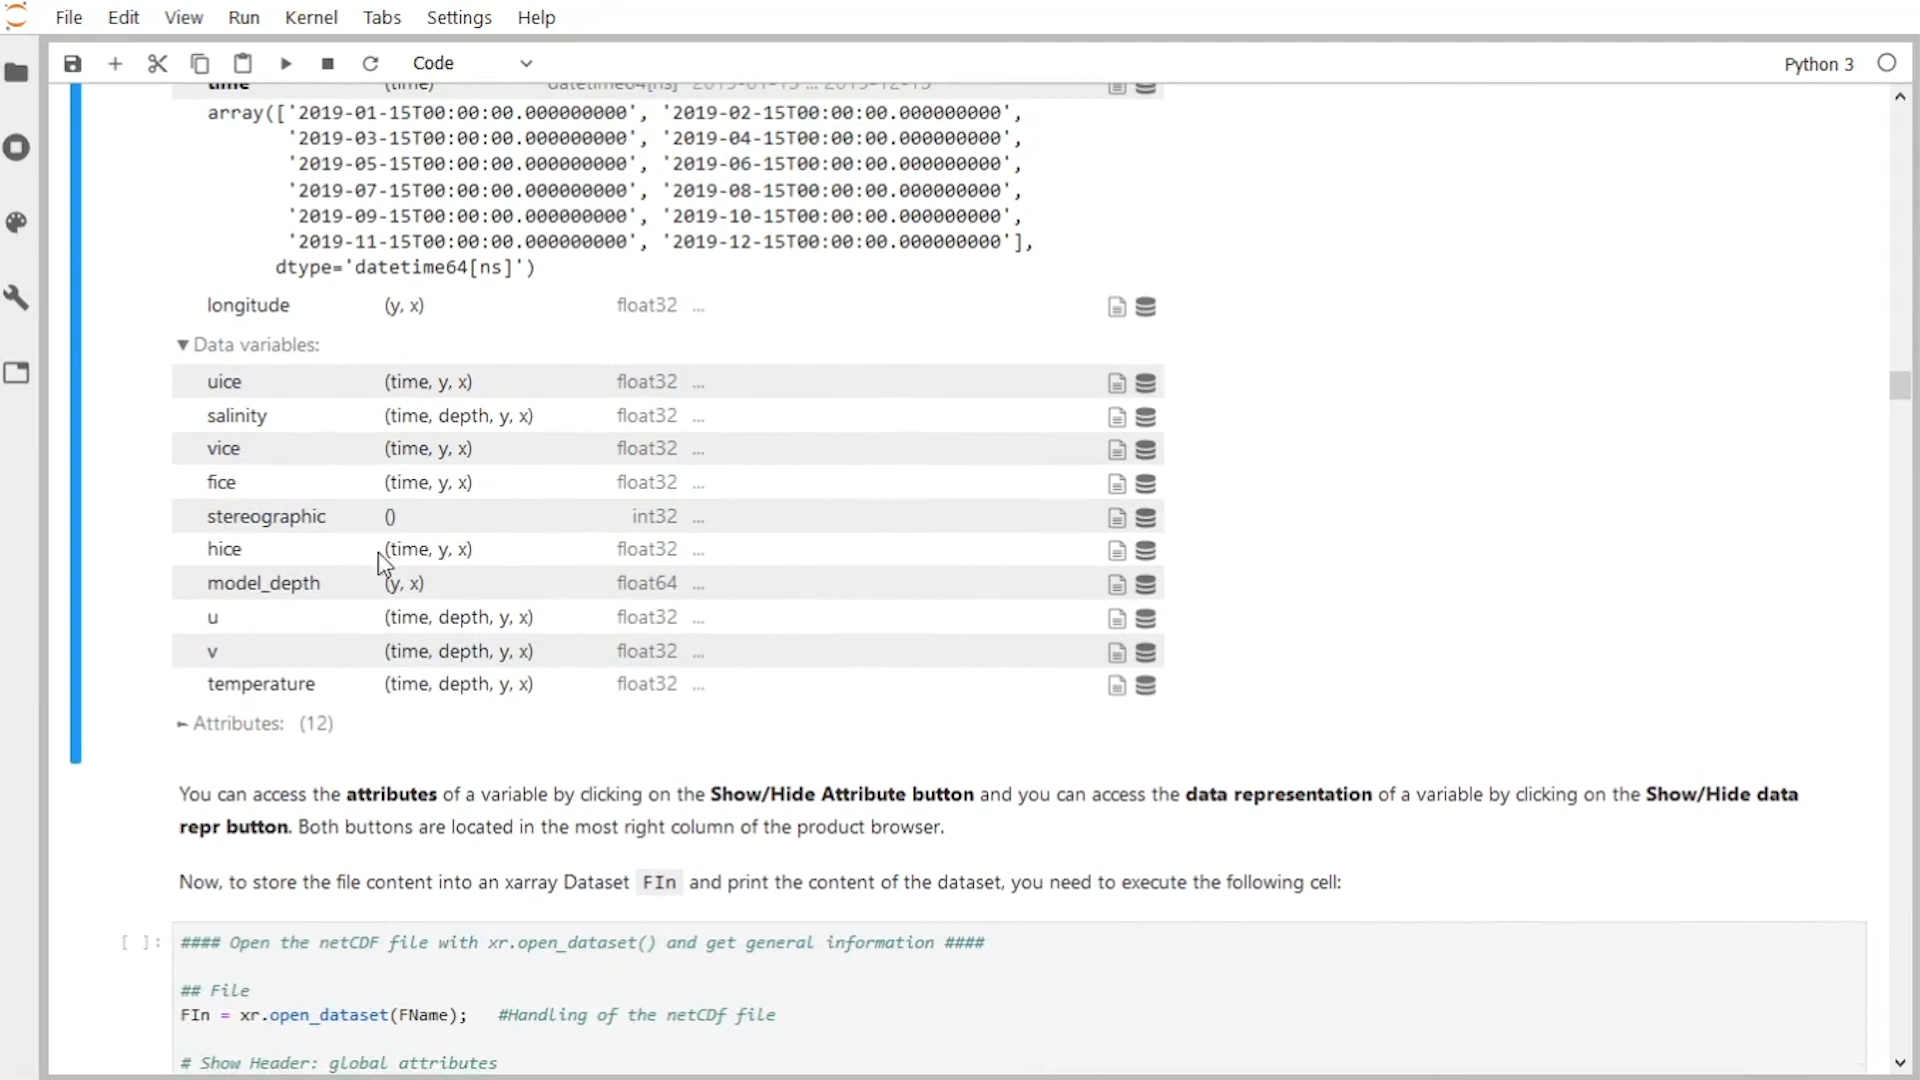 File Edit View Run Kernel Tabs Settings Help
Code Python 3
time (time) datetime64[ns] 2019-01-15 ... 2019-12-15
array(['2019-01-15T00:00:00.000000000', '2019-02-15T00:00:00.000000000',
'2019-03-15T00:00:00.000000000', '2019-04-15T00:00:00.000000000',
'2019-05-15T00:00:00.000000000', '2019-06-15T00:00:00.000000000',
'2019-07-15T00:00:00.000000000', '2019-08-15T00:00:00.000000000',
'2019-09-15T00:00:00.000000000', '2019-10-15T00:00:00.000000000',
'2019-11-15T00:00:00.000000000', '2019-12-15T00:00:00.000000000'],
dtype='datetime64[ns]')
longitude (y, x) float32 ...
▼ Data variables:
uice (time, y, x) float32 ...
salinity (time, depth, y, x) float32 ...
vice (time, y, x) float32 ...
fice (time, y, x) float32 ...
stereographic () int32 ...
hice (time, y, x) float32 ...
model_depth (y, x) float64 ...
u (time, depth, y, x) float32 ...
v (time, depth, y, x) float32 ...
temperature (time, depth, y, x) float32 ...
► Attributes: (12)
You can access the attributes of a variable by clicking on the Show/Hide Attribute button and you can access the data representation of a variable by clicking on the Show/Hide data
repr button. Both buttons are located in the most right column of the product browser.
Now, to store the file content into an xarray Dataset FIn and print the content of the dataset, you need to execute the following cell:
[ ]: #### Open the netCDF file with xr.open_dataset() and get general information ####
## File
FIn = xr.open_dataset(FName); #Handling of the netCDf file
# Show Header: global attributes